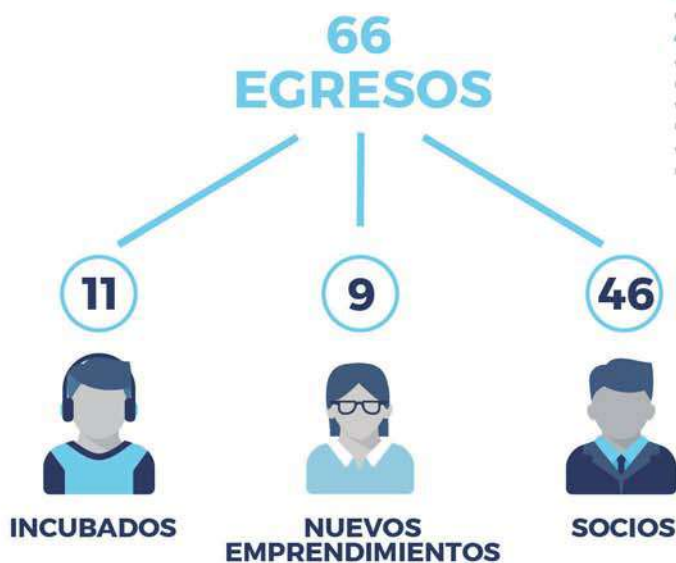 66
EGRESOS
11
9
46
INCUBADOS
NUEVOS
EMPRENDIMIENTOS
SOCIOS